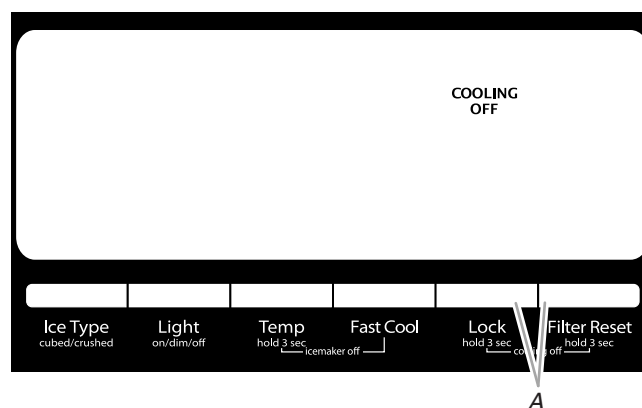 COOLING
OFF
Ice Type
cubed/crushed
Light
on/dim/off
Temp
hold 3 sec
Fast Cool
icemaker off
Lock
hold 3 sec
Filter Reset
hold 3 sec
off
A